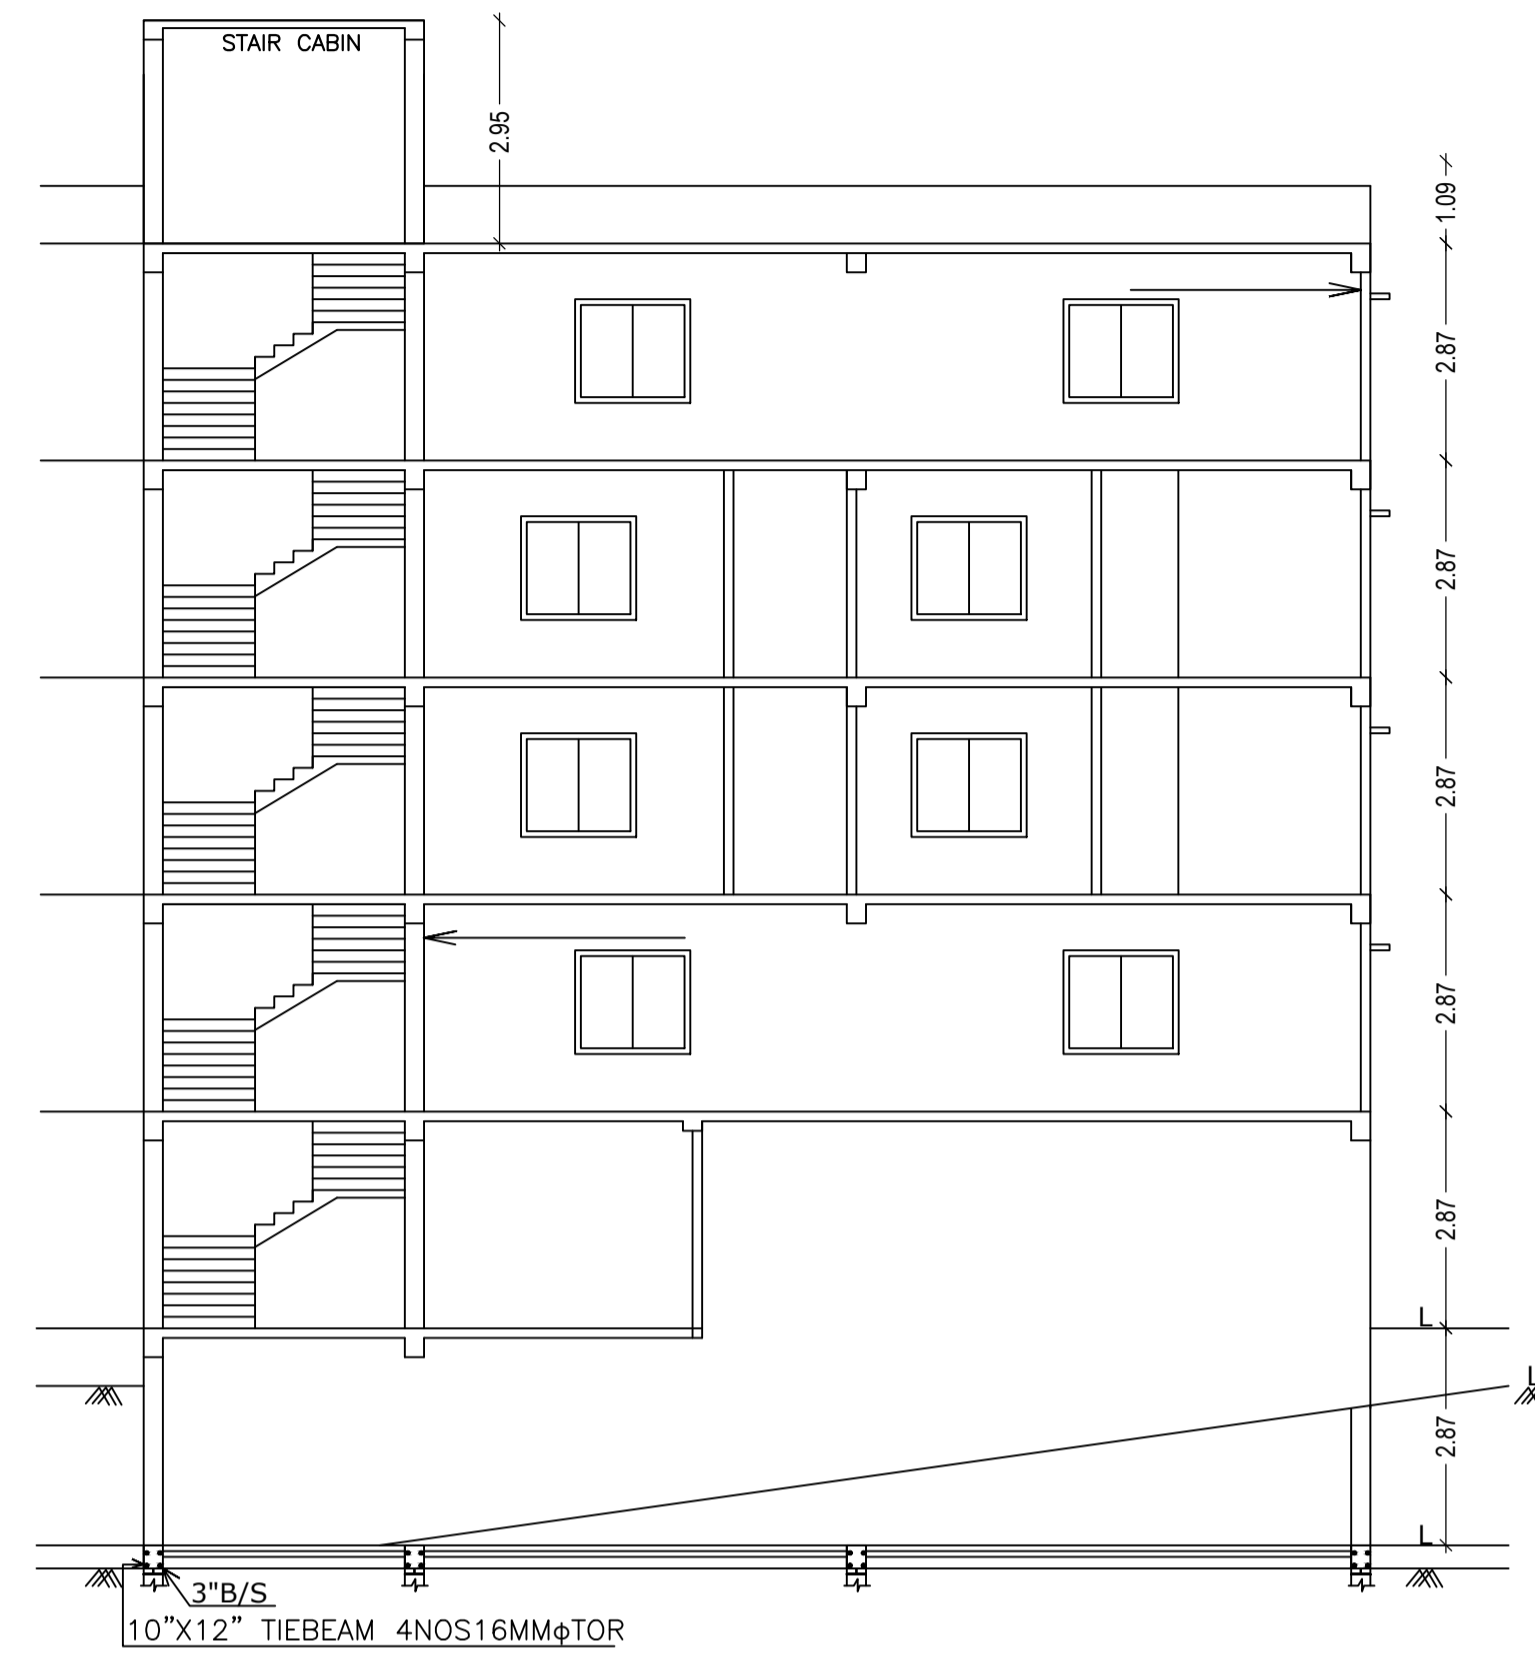 STAIR CABIN
2.95
1.09
2.87
2.87
2.87
2.87
2.87
L
L
2.87
L
3"B/S
10”X12” TIEBEAM 4NOS16MMϕTOR